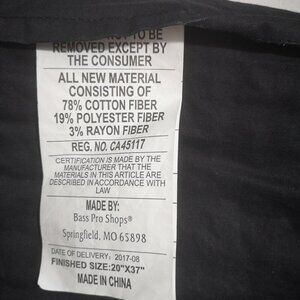 NOT TO BE
REMOVED EXCEPT BY
THE CONSUMER
ALL NEW MATERIAL
CONSISTING OF
78% COTTON FIBER
19% POLYESTER FIBER
3% RAYON FIBER
REG. NO. CA45117
CERTIFICATION IS MADE BY THE
MANUFACTURER THAT THE
MATERIALS IN THIS ARTICLE ARE
DESCRIBED IN ACCORDANCE WITH
LAW
MADE BY:
Bass Pro Shops®
Springfield, MO 65898
DATE OF DELIVERY: 2017-08
FINISHED SIZE:20"X37"
MADE IN CHINA